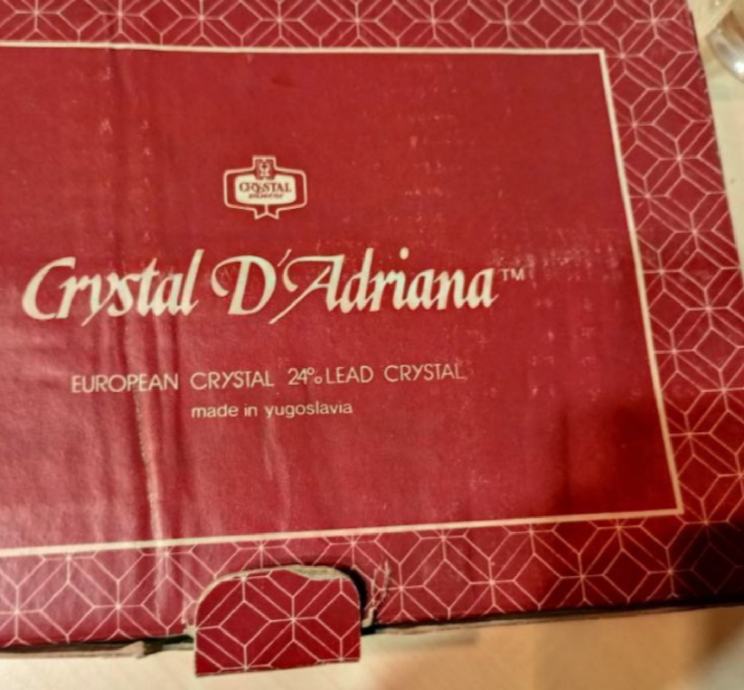 CRYSTAL
Crystal D'Adriana™
EUROPEAN CRYSTAL 24% LEAD CRYSTAL
made in yugoslavia